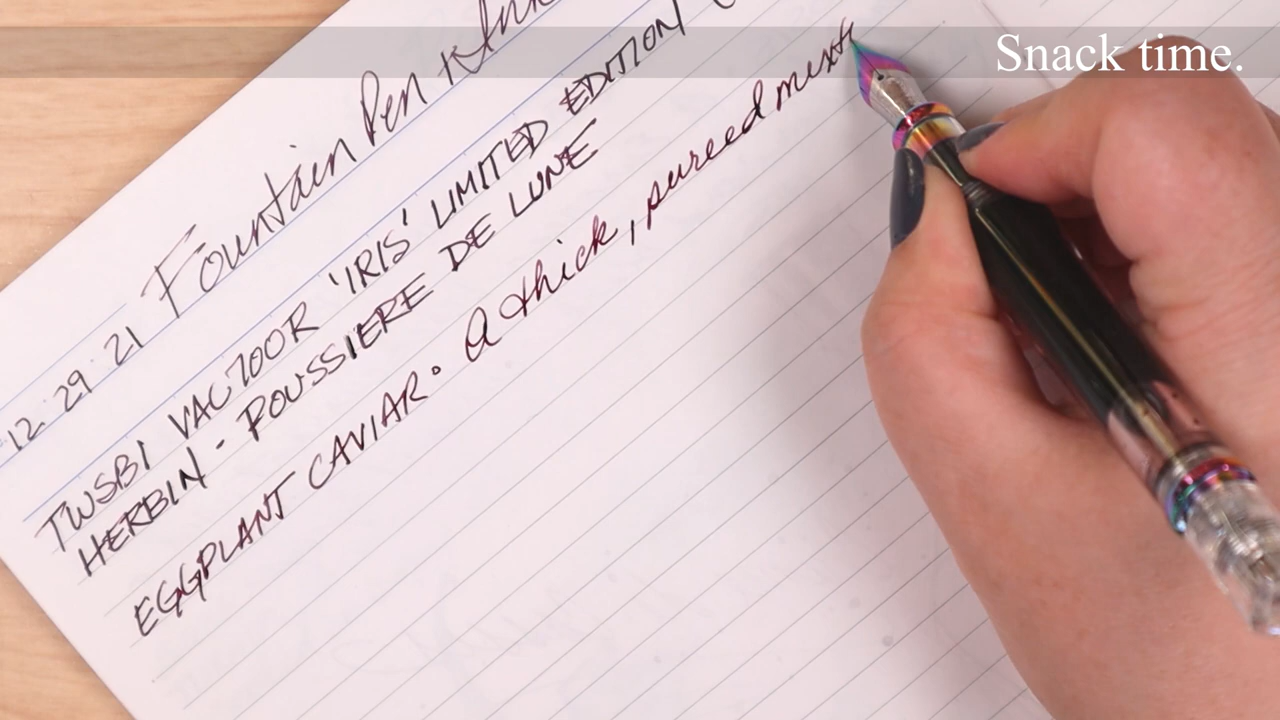 Snack time.
12.29.21 Fountain Pen + Ink
TWSBI VAC700R 'IRIS' LIMITED EDITION (
HERBIN - POUSSIERE DE LUNE
EGGPLANT CAVIAR. A thick, pureed mixt